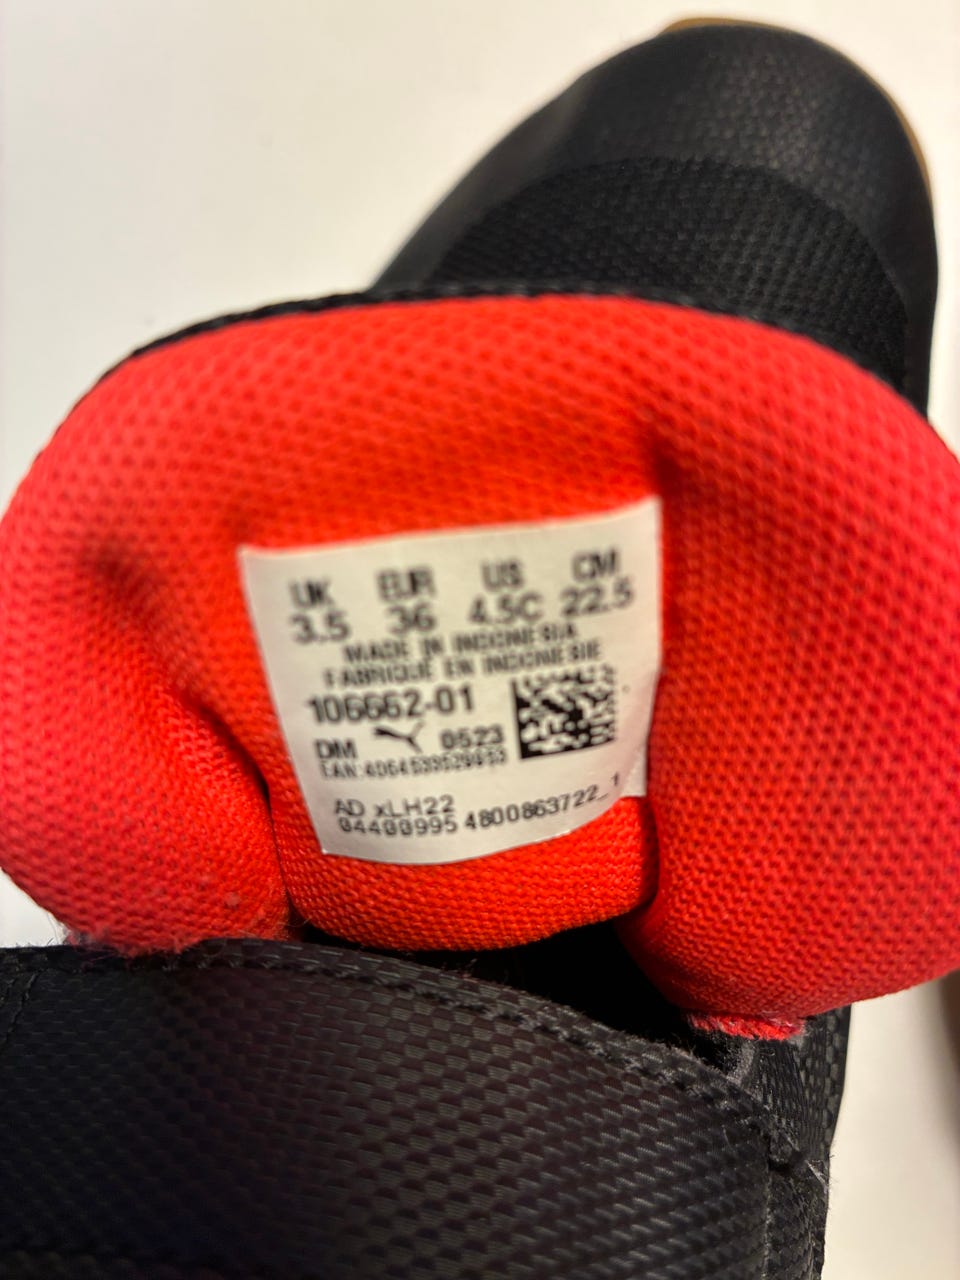 UK EUR US CM
3.5 36 4.5C 22.5
MADE IN INDONESIA
FABRIQUE EN INDONESIE
106662-01
DM 0523
EAN:
AD xLH22
04400995 4800863722_1